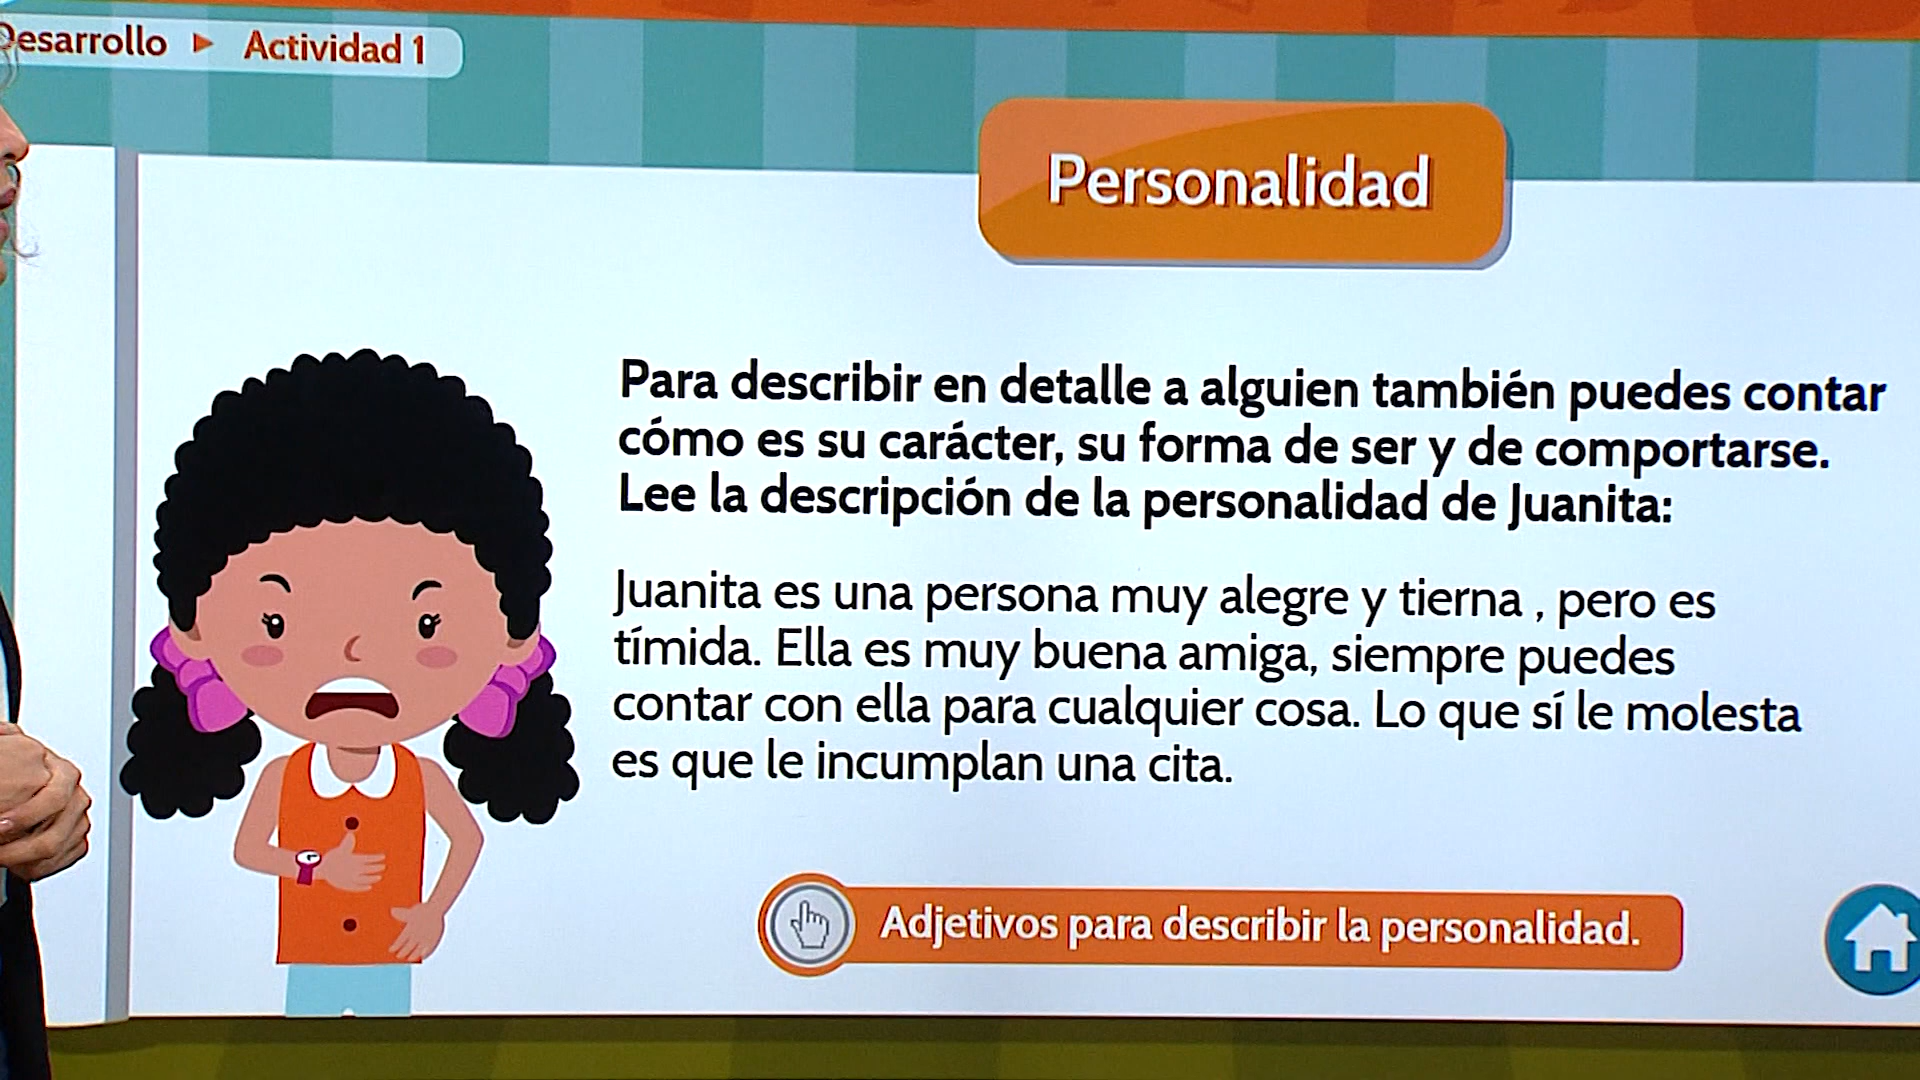 Desarrollo ▶ Actividad 1
Personalidad
Para describir en detalle a alguien también puedes contar
cómo es su carácter, su forma de ser y de comportarse.
Lee la descripción de la personalidad de Juanita:
Juanita es una persona muy alegre y tierna , pero es
tímida. Ella es muy buena amiga, siempre puedes
contar con ella para cualquier cosa. Lo que sí le molesta
es que le incumplan una cita.
Adjetivos para describir la personalidad.